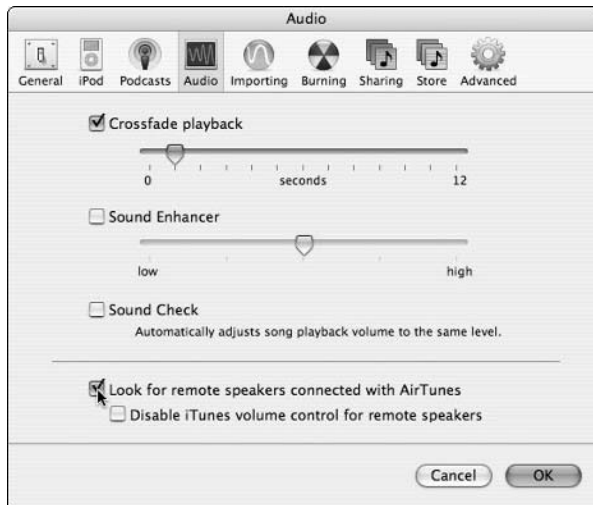 Audio
General iPod Podcasts Audio Importing Burning Sharing Store Advanced
Crossfade playback
0 seconds 12
Sound Enhancer
low high
Sound Check
Automatically adjusts song playback volume to the same level.
Look for remote speakers connected with AirTunes
Disable iTunes volume control for remote speakers
Cancel OK